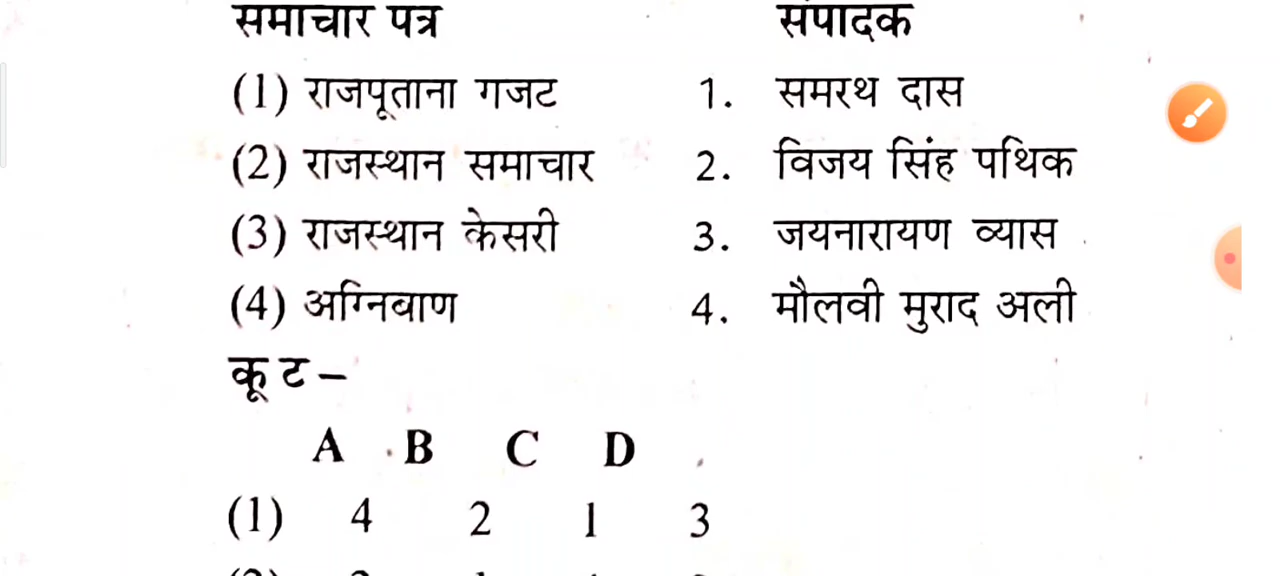 समाचार पत्र संपादक
(1) राजपूताना गजट 1. समरथ दास
(2) राजस्थान समाचार 2. विजय सिंह पथिक
(3) राजस्थान केसरी 3. जयनारायण व्यास
(4) अग्निबाण 4. मौलवी मुराद अली
कूट–
A B C D
(1) 4 2 1 3